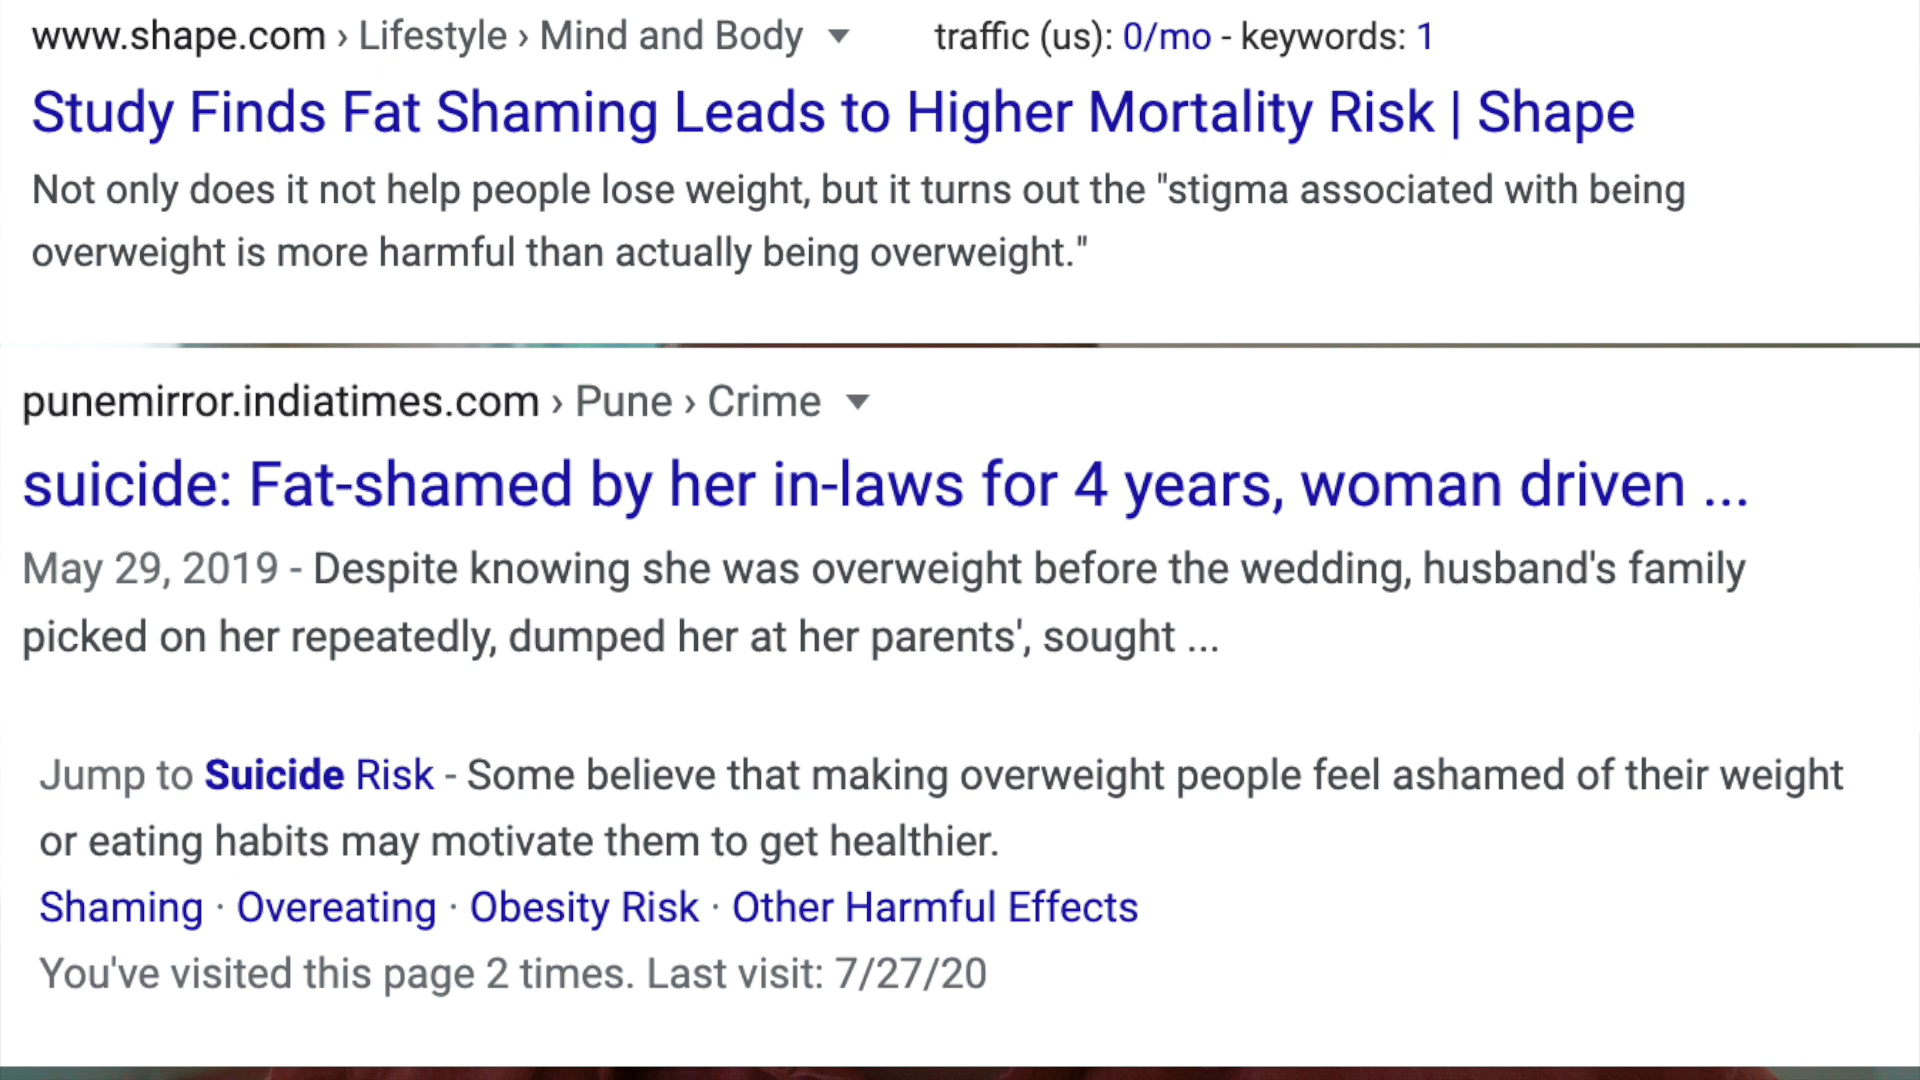 www.shape.com › Lifestyle › Mind and Body ▼ traffic (us): 0/mo - keywords: 1
Study Finds Fat Shaming Leads to Higher Mortality Risk | Shape
Not only does it not help people lose weight, but it turns out the "stigma associated with being
overweight is more harmful than actually being overweight."
punemirror.indiatimes.com › Pune › Crime ▼
suicide: Fat-shamed by her in-laws for 4 years, woman driven ...
May 29, 2019 - Despite knowing she was overweight before the wedding, husband's family
picked on her repeatedly, dumped her at her parents', sought ...
Jump to Suicide Risk - Some believe that making overweight people feel ashamed of their weight
or eating habits may motivate them to get healthier.
Shaming · Overeating · Obesity Risk · Other Harmful Effects
You've visited this page 2 times. Last visit: 7/27/20